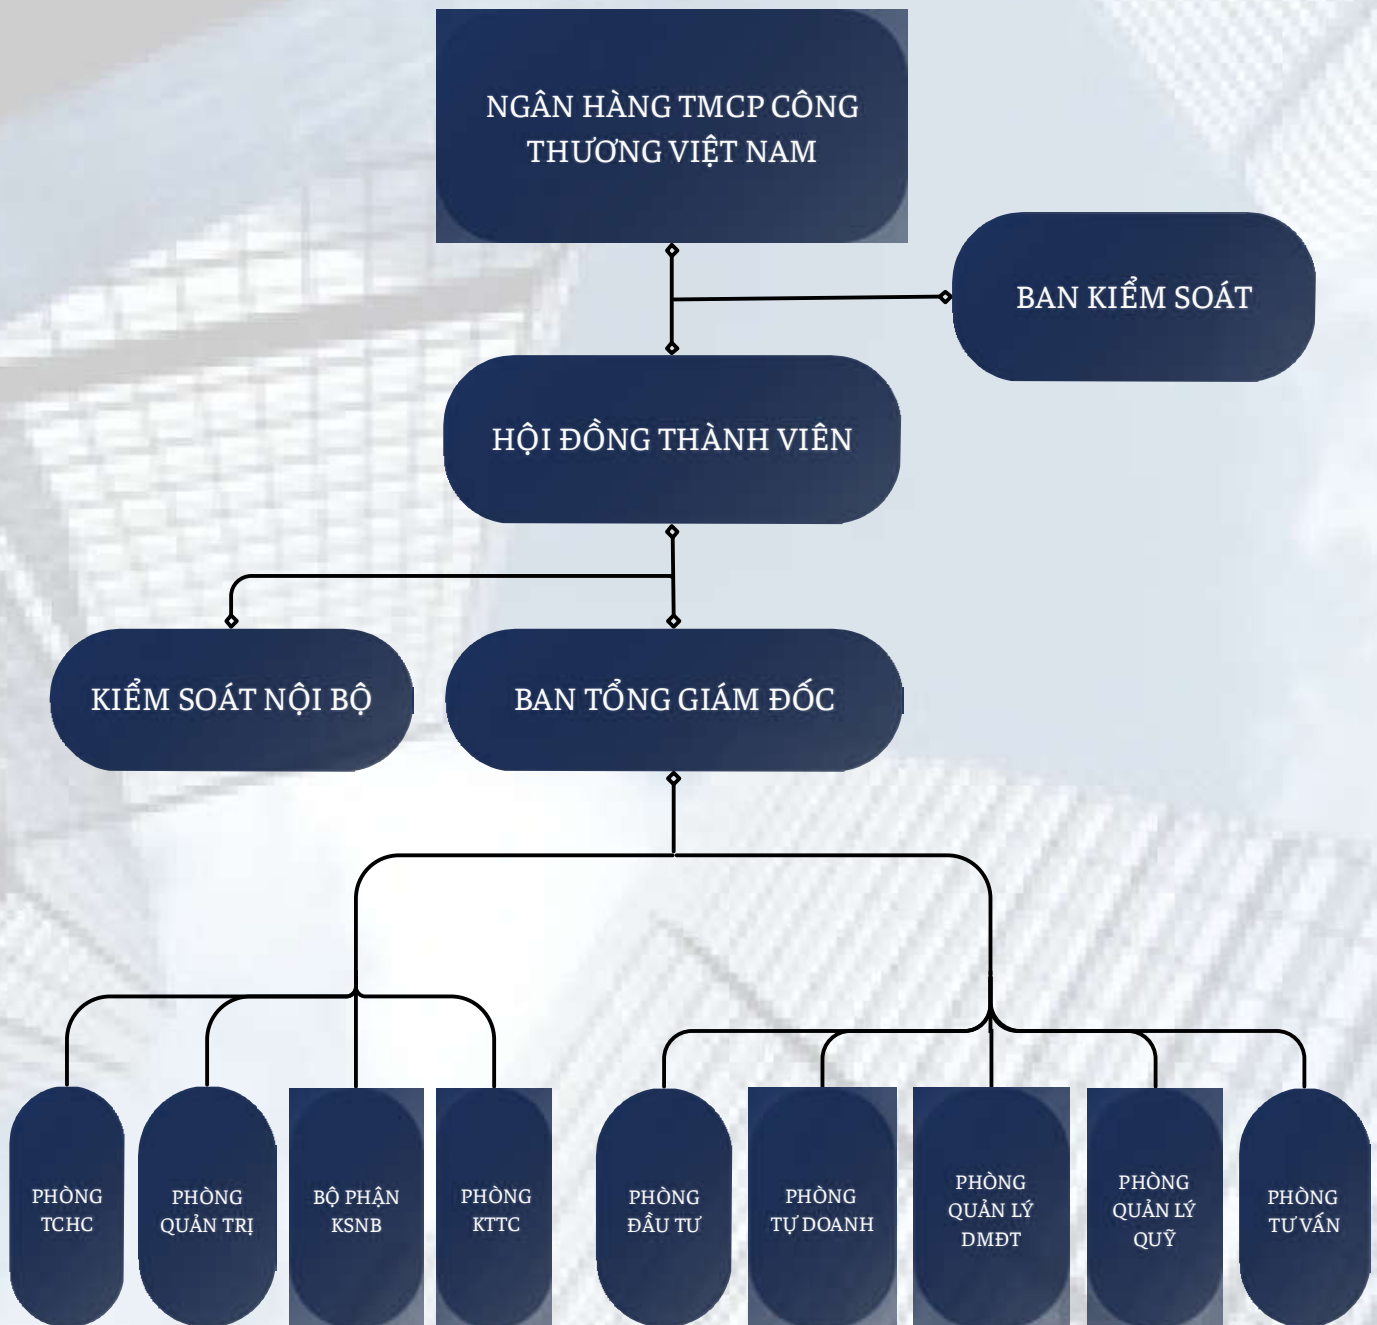 NGÂN HÀNG TMCP CÔNG
THƯƠNG VIỆT NAM
BAN KIỂM SOÁT
HỘI ĐỒNG THÀNH VIÊN
KIỂM SOÁT NỘI BỘ
BAN TỔNG GIÁM ĐỐC
PHÒNG
TCHC
PHÒNG
QUẢN TRỊ
BỘ PHẬN
KSNB
PHÒNG
KTTC
PHÒNG
ĐẦU TƯ
PHÒNG
TỰ DOANH
PHÒNG
QUẢN LÝ
DMĐT
PHÒNG
QUẢN LÝ
QUỸ
PHÒNG
TƯ VẤN